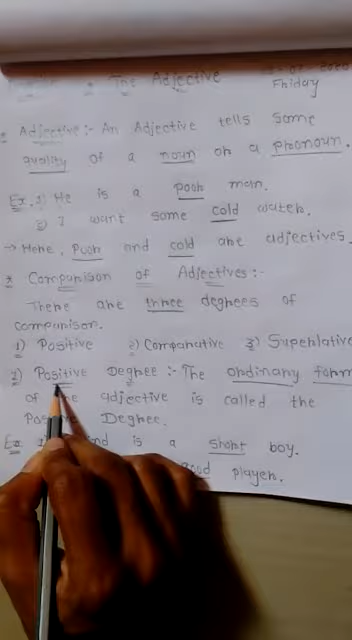 * The Adjective
Friday
* Adjective :- An Adjective tells some
quality of a noun or a pronoun.
Ex. 1) He is a poor man.
2) I want some cold water.
→ Here, Poor and cold are adjectives.
* Comparison of Adjectives :-
There are three degrees of
comparison.
1) Positive 2) Comparative 3) Superlative
1) Positive Degree :- The ordinary form
of the adjective is called the
Positive Degree.
Ex. is a short boy.
good player.